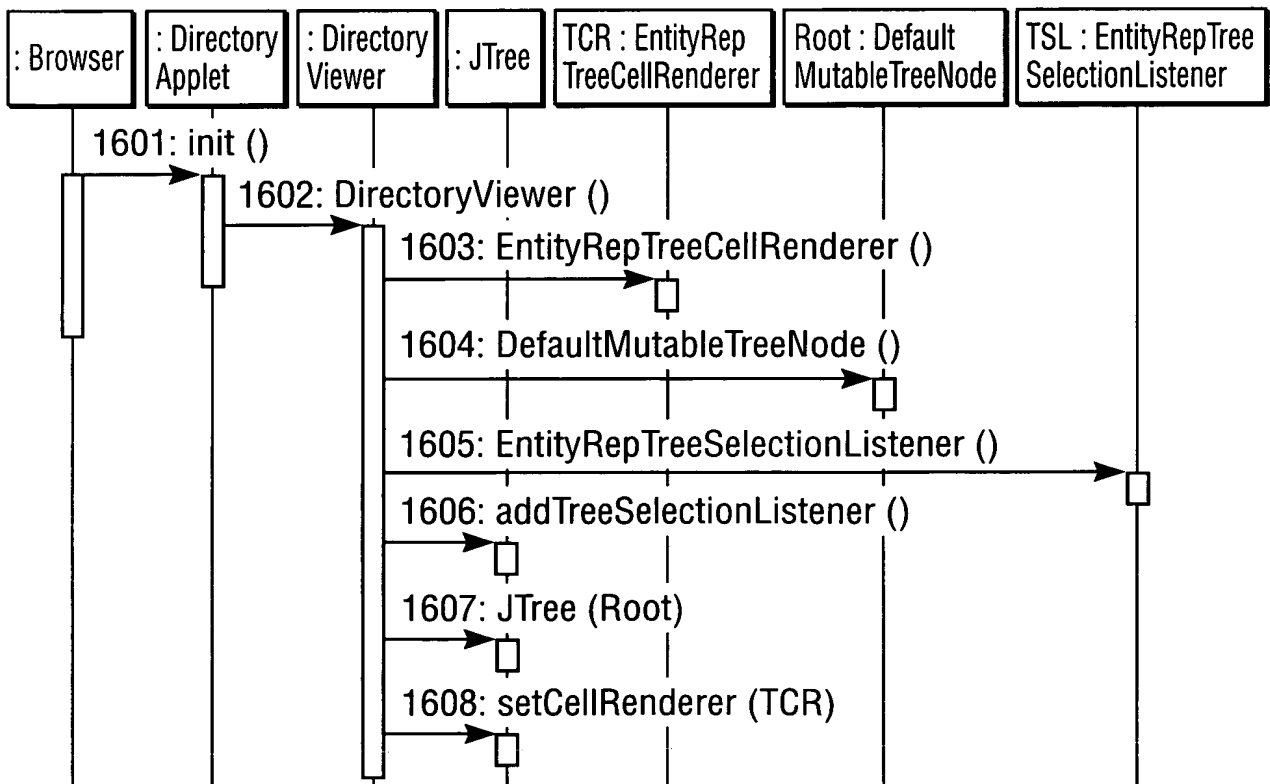 : Browser
: Directory
Applet
: Directory
Viewer
: JTree
TCR : EntityRep
TreeCellRenderer
Root : Default
MutableTreeNode
TSL : EntityRepTree
SelectionListener
1601: init ()
1602: DirectoryViewer ()
1603: EntityRepTreeCellRenderer ()
1604: DefaultMutableTreeNode ()
1605: EntityRepTreeSelectionListener ()
1606: addTreeSelectionListener ()
1607: JTree (Root)
1608: setCellRenderer (TCR)